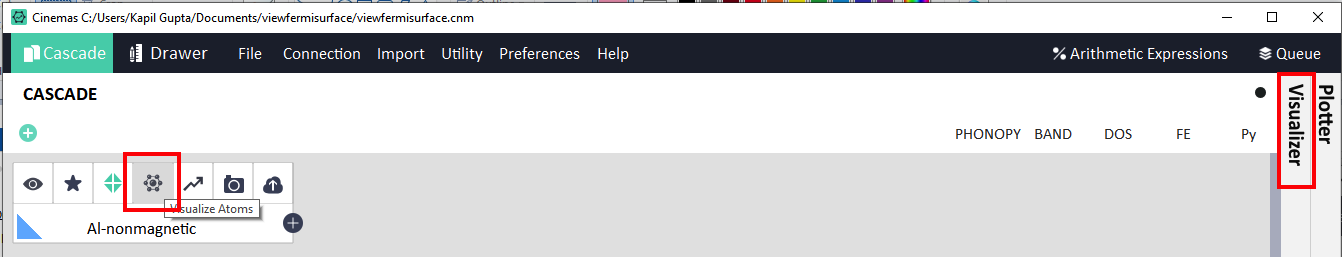 Cinemas C:/Users/Kapil Gupta/Documents/viewfermisurface/viewfermisurface.cnm
Cascade Drawer File Connection Import Utility Preferences Help Arithmetic Expressions Queue
CASCADE
PHONOPY BAND DOS FE Py
Visualize Atoms
Al-nonmagnetic
Visualizer
Plotter